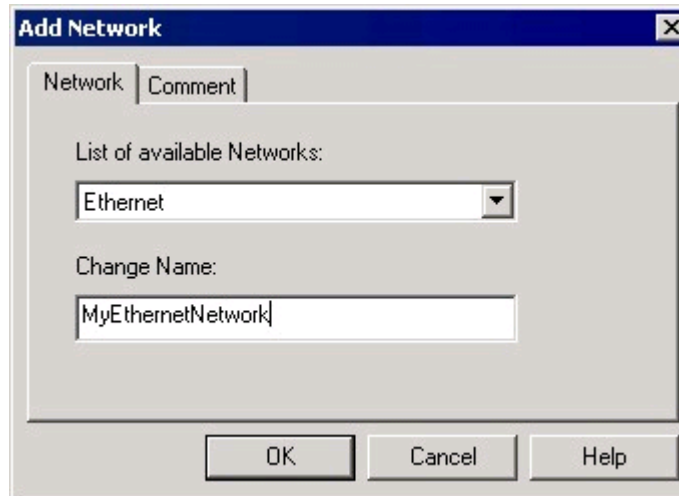 Add Network
Network Comment
List of available Networks:
Ethernet
Change Name:
MyEthernetNetwork
OK Cancel Help